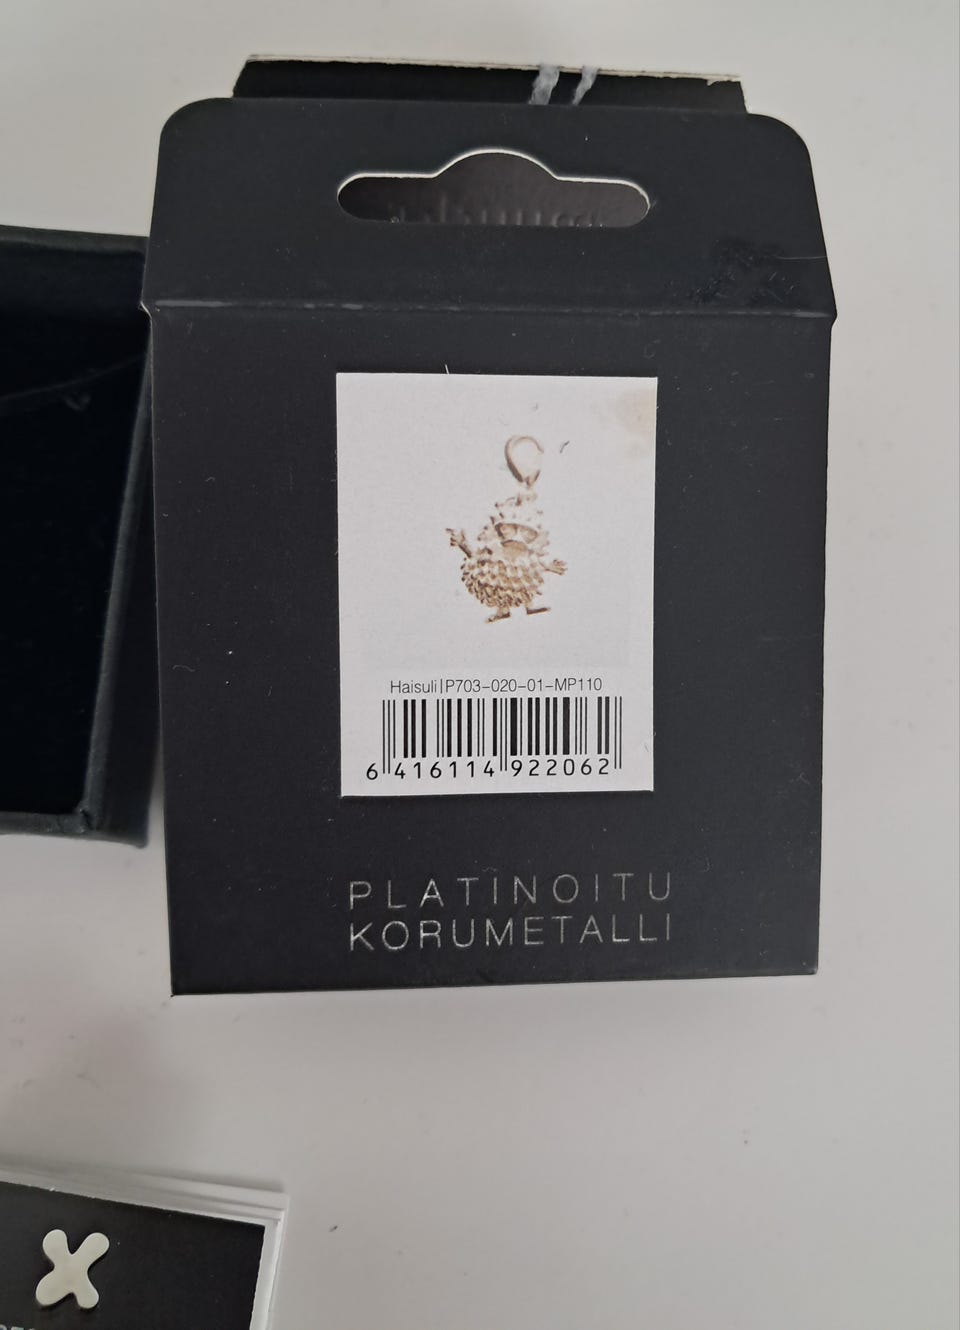 Haisuli|P703-020-01-MP110
6 416114 922062
PLATINOITU
KORUMETALLI